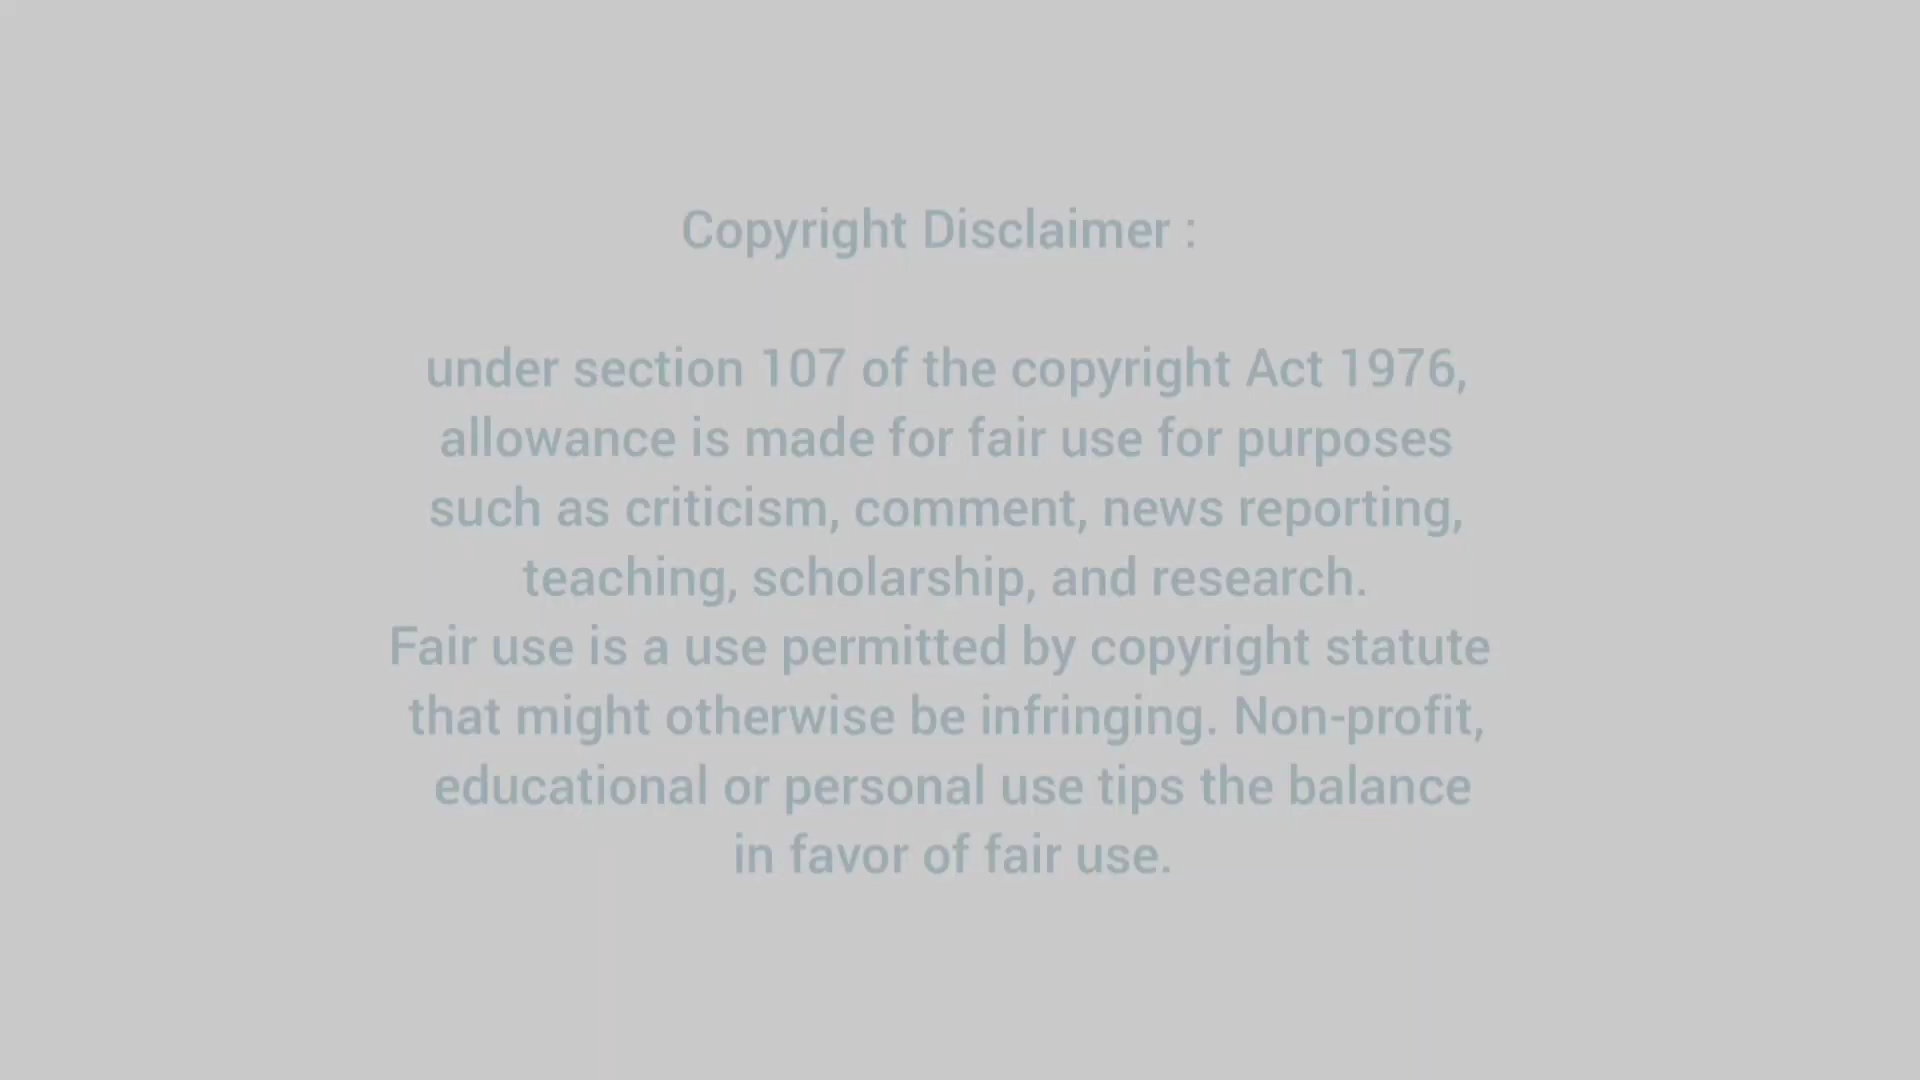 Copyright Disclaimer :
under section 107 of the copyright Act 1976,
allowance is made for fair use for purposes
such as criticism, comment, news reporting,
teaching, scholarship, and research.
Fair use is a use permitted by copyright statute
that might otherwise be infringing. Non-profit,
educational or personal use tips the balance
in favor of fair use.